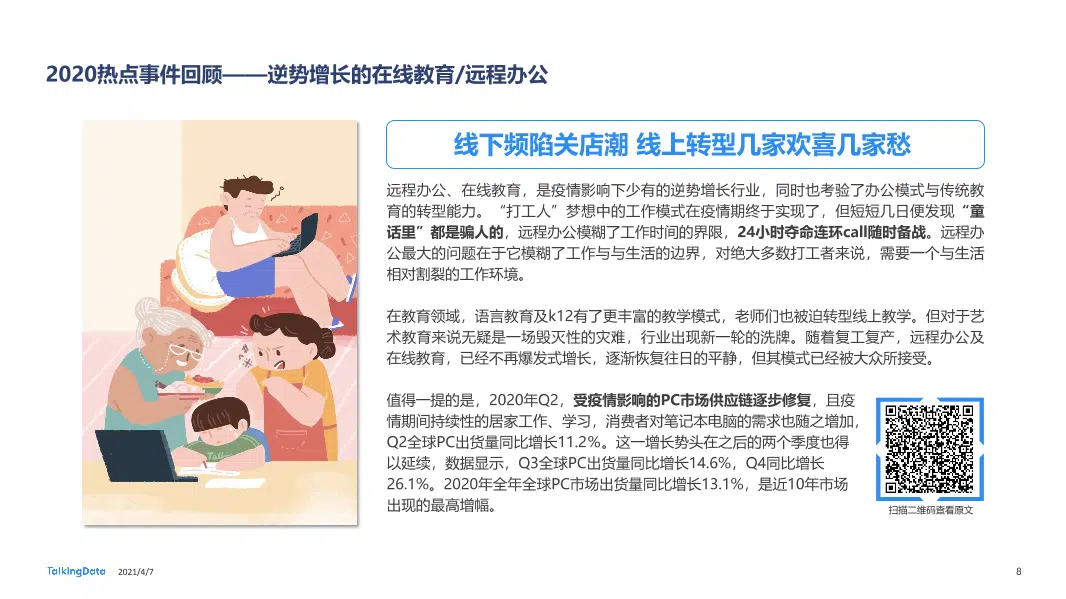 2020热点事件回顾——逆势增长的在线教育/远程办公
线下频陷关店潮 线上转型几家欢喜几家愁
远程办公、在线教育，是疫情影响下少有的逆势增长行业，同时也考验了办公模式与传统教
育的转型能力。“打工人”梦想中的工作模式在疫情期终于实现了，但短短几日便发现“童
话里”都是骗人的，远程办公模糊了工作时间的界限，24小时夺命连环call随时备战。远程办
公最大的问题在于它模糊了工作与与生活的边界，对绝大多数打工者来说，需要一个与生活
相对割裂的工作环境。
在教育领域，语言教育及k12有了更丰富的教学模式，老师们也被迫转型线上教学。但对于艺
术教育来说无疑是一场毁灭性的灾难，行业出现新一轮的洗牌。随着复工复产，远程办公及
在线教育，已经不再爆发式增长，逐渐恢复往日的平静，但其模式已经被大众所接受。
值得一提的是，2020年Q2，受疫情影响的PC市场供应链逐步修复，且疫
情期间持续性的居家工作、学习，消费者对笔记本电脑的需求也随之增加，
Q2全球PC出货量同比增长11.2%。这一增长势头在之后的两个季度也得
以延续，数据显示，Q3全球PC出货量同比增长14.6%，Q4同比增长
26.1%。2020年全年全球PC市场出货量同比增长13.1%，是近10年市场
出现的最高增幅。
扫描二维码查看原文
TalkingData 2021/4/7
8